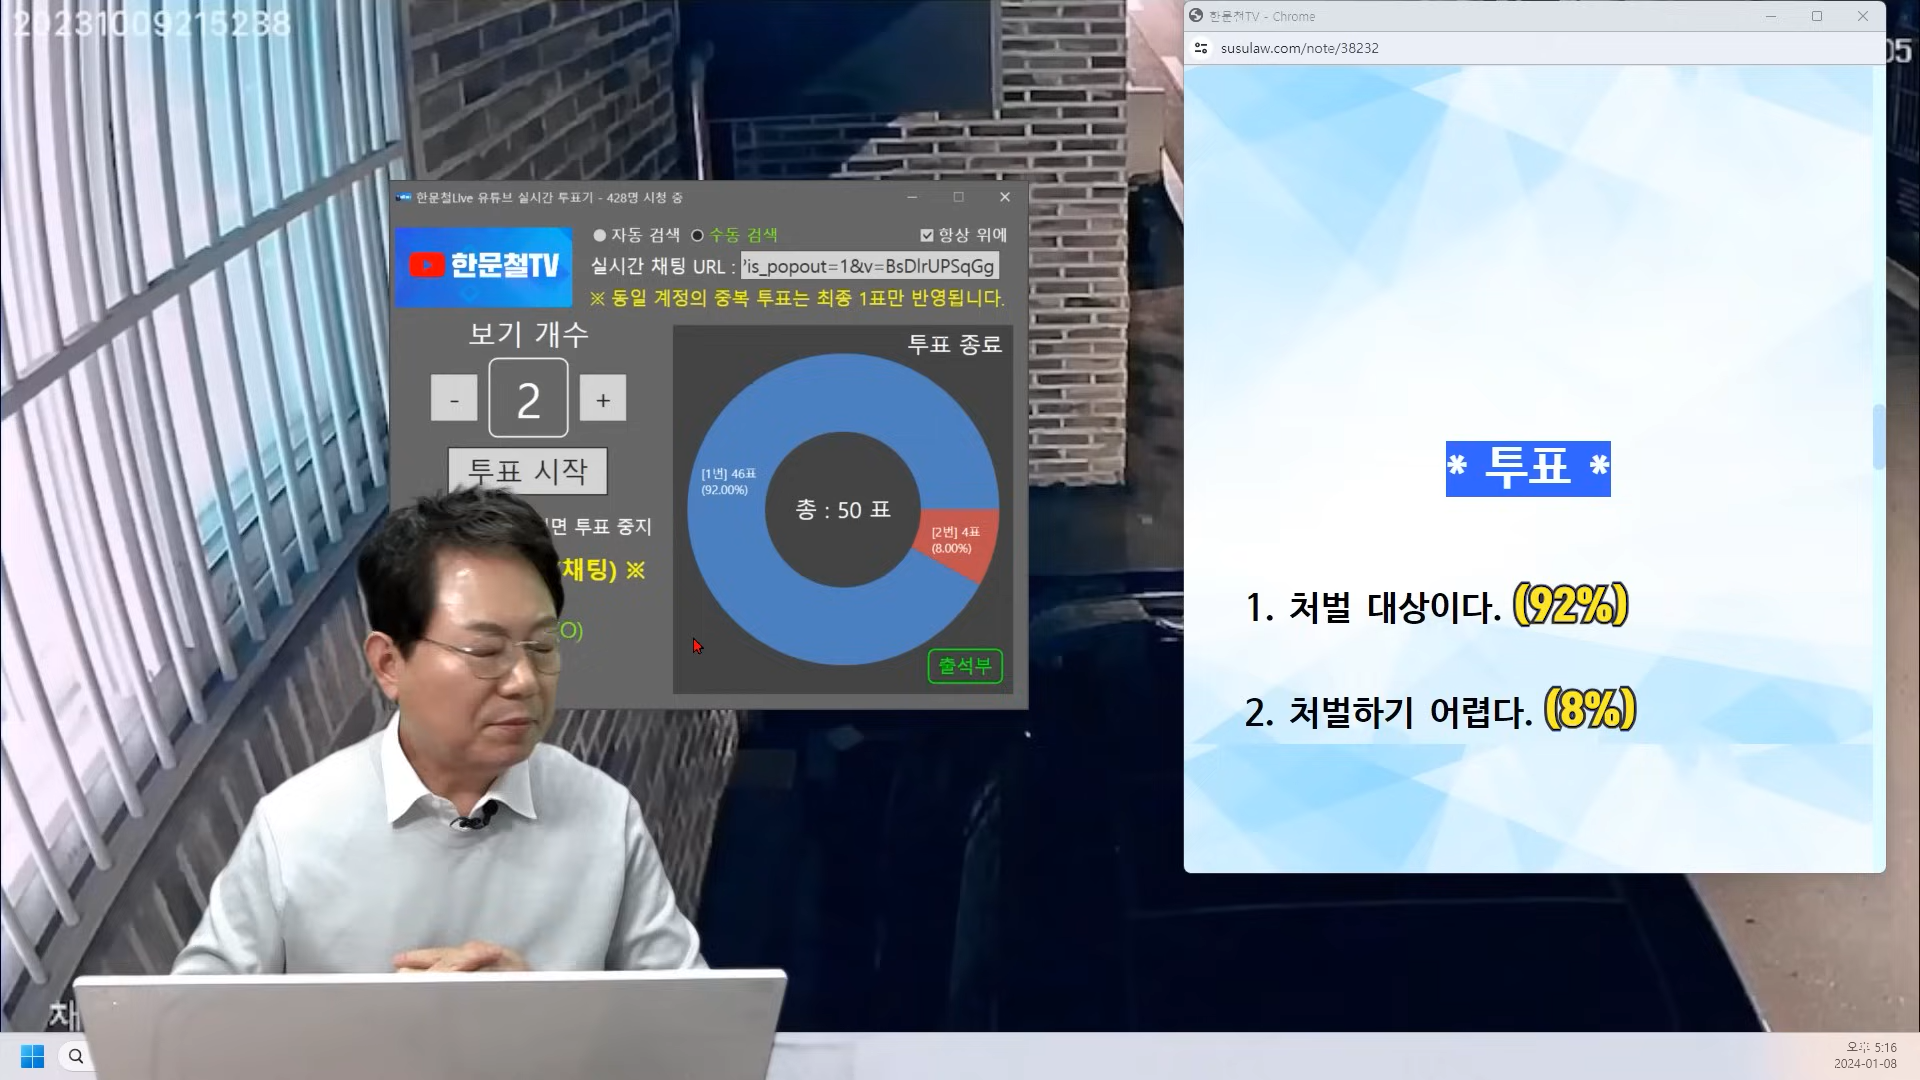 20231009215238
한문철TV - Chrome
susulaw.com/note/38232
05
한문철Live 유튜브 실시간 투표기 - 428명 시청 중
자동 검색 수동 검색 항상 위에
한문철TV
실시간 채팅 URL : ?is_popout=1&v=BsDlrUPSqGg
※ 동일 계정의 중복 투표는 최종 1표만 반영됩니다.
보기 개수
투표 종료
- 2 +
투표 시작
[1번] 46표
(92.00%)
총 : 50 표
면 투표 중지
[2번] 4표
(8.00%)
(채팅) ※
(O)
출석부
* 투표 *
1. 처벌 대상이다. (92%)
2. 처벌하기 어렵다. (8%)
오후 5:16
2024-01-08